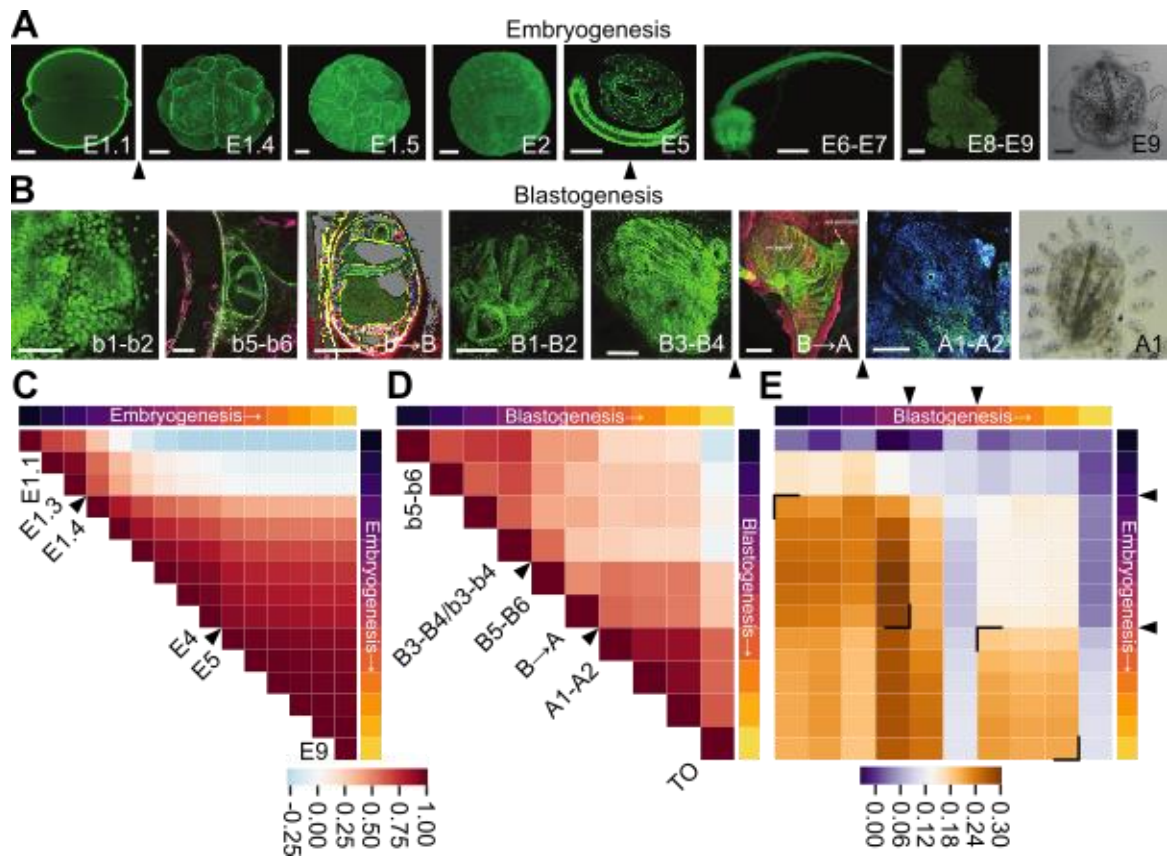 A
Embryogenesis
E1.1
E1.4
E1.5
E2
E5
E6-E7
E8-E9
E9
B
Blastogenesis
b1-b2
b5-b6
b→B
B1-B2
B3-B4
B→A
A1-A2
A1
C
Embryogenesis→
E1.1
E1.3
E1.4
E4
E5
E9
Embryogenesis→
-0.25
0.00
0.25
0.50
0.75
1.00
D
Blastogenesis→
b5-b6
B3-B4/b3-b4
B5-B6
B→A
A1-A2
TO
Blastogenesis→
E
Blastogenesis→
Embryogenesis→
0.00
0.06
0.12
0.18
0.24
0.30